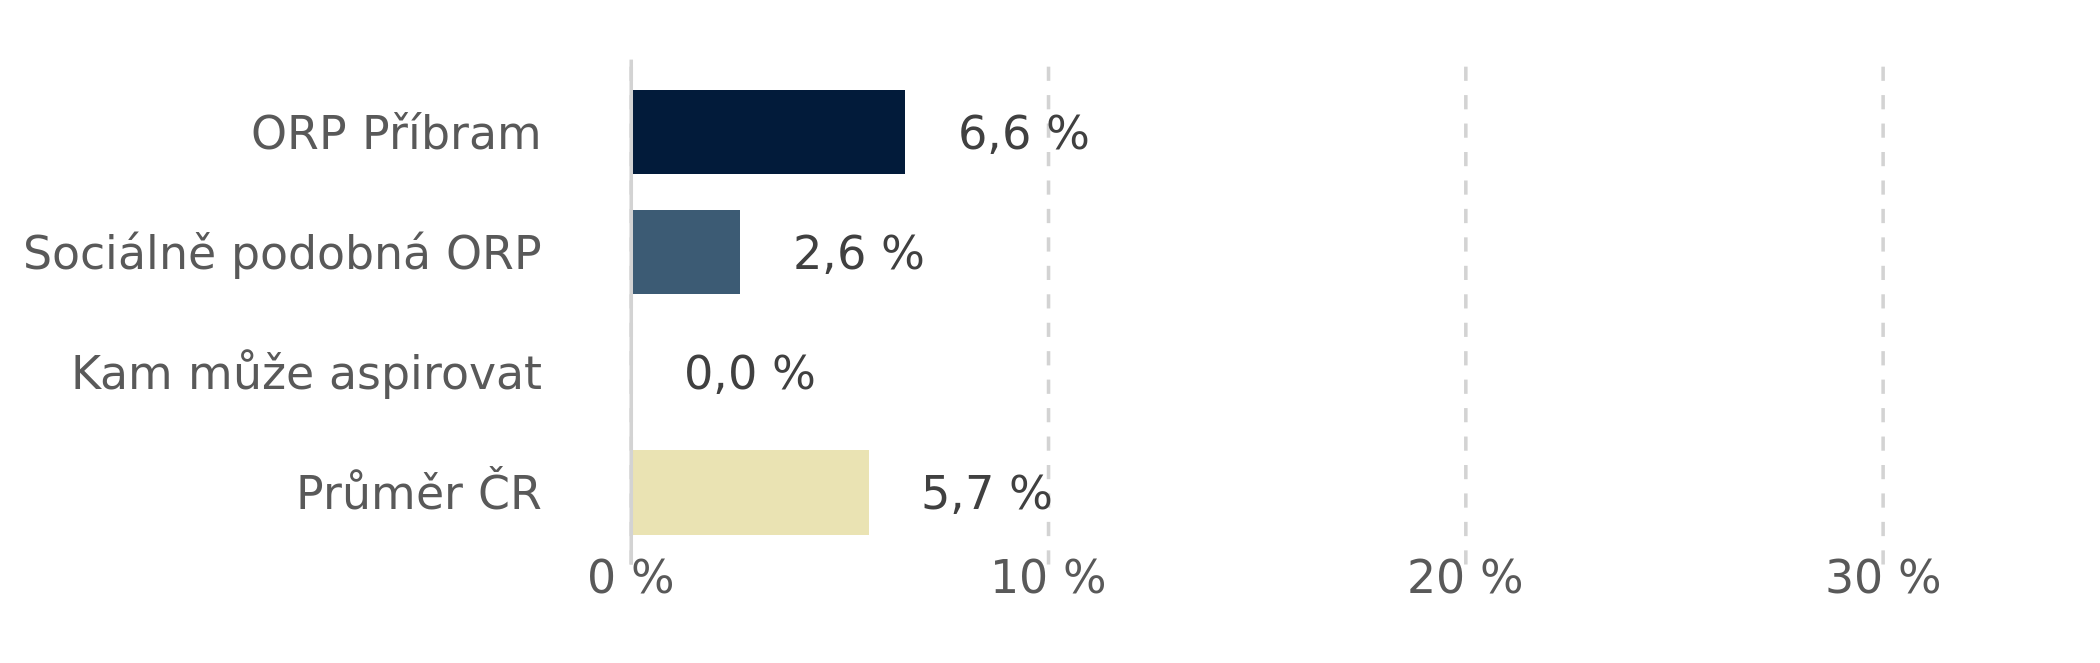 ORP Příbram 6,6 %
Sociálně podobná ORP 2,6 %
Kam může aspirovat 0,0 %
Průměr ČR 5,7 %
0 % 10 % 20 % 30 %